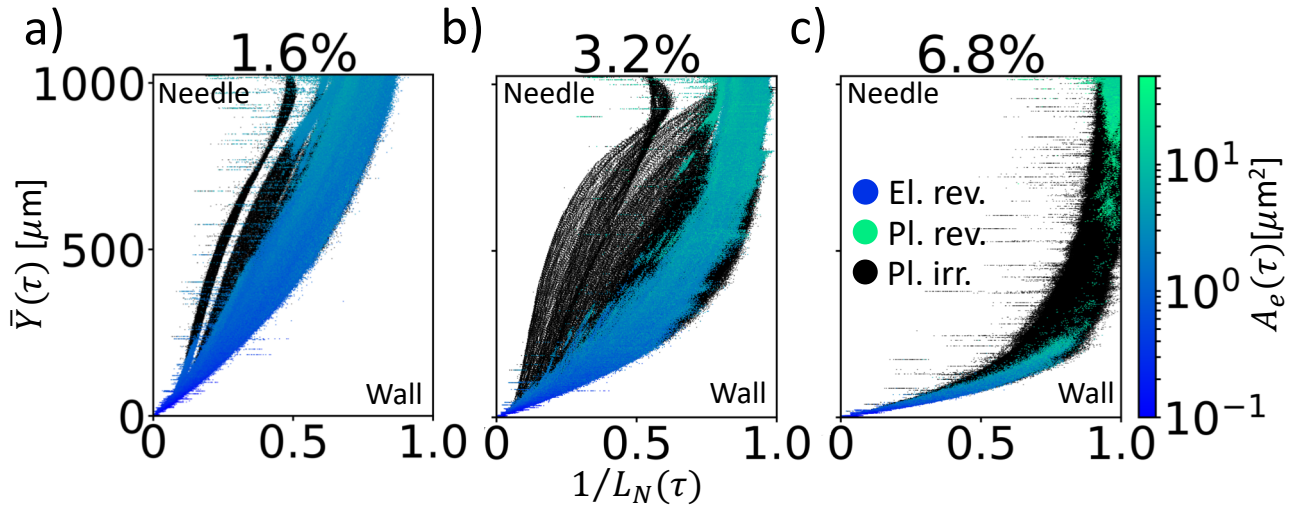 a)
1.6%
b)
3.2%
c)
6.8%
Needle
Needle
Needle
1000
500
0
Ȳ(τ) [μm]
Wall
Wall
Wall
El. rev.
Pl. rev.
Pl. irr.
10¹
10⁰
10⁻¹
A_e(τ)[μm²]
0 0.5 1.0
0 0.5 1.0
0 0.5 1.0
1/L_N(τ)